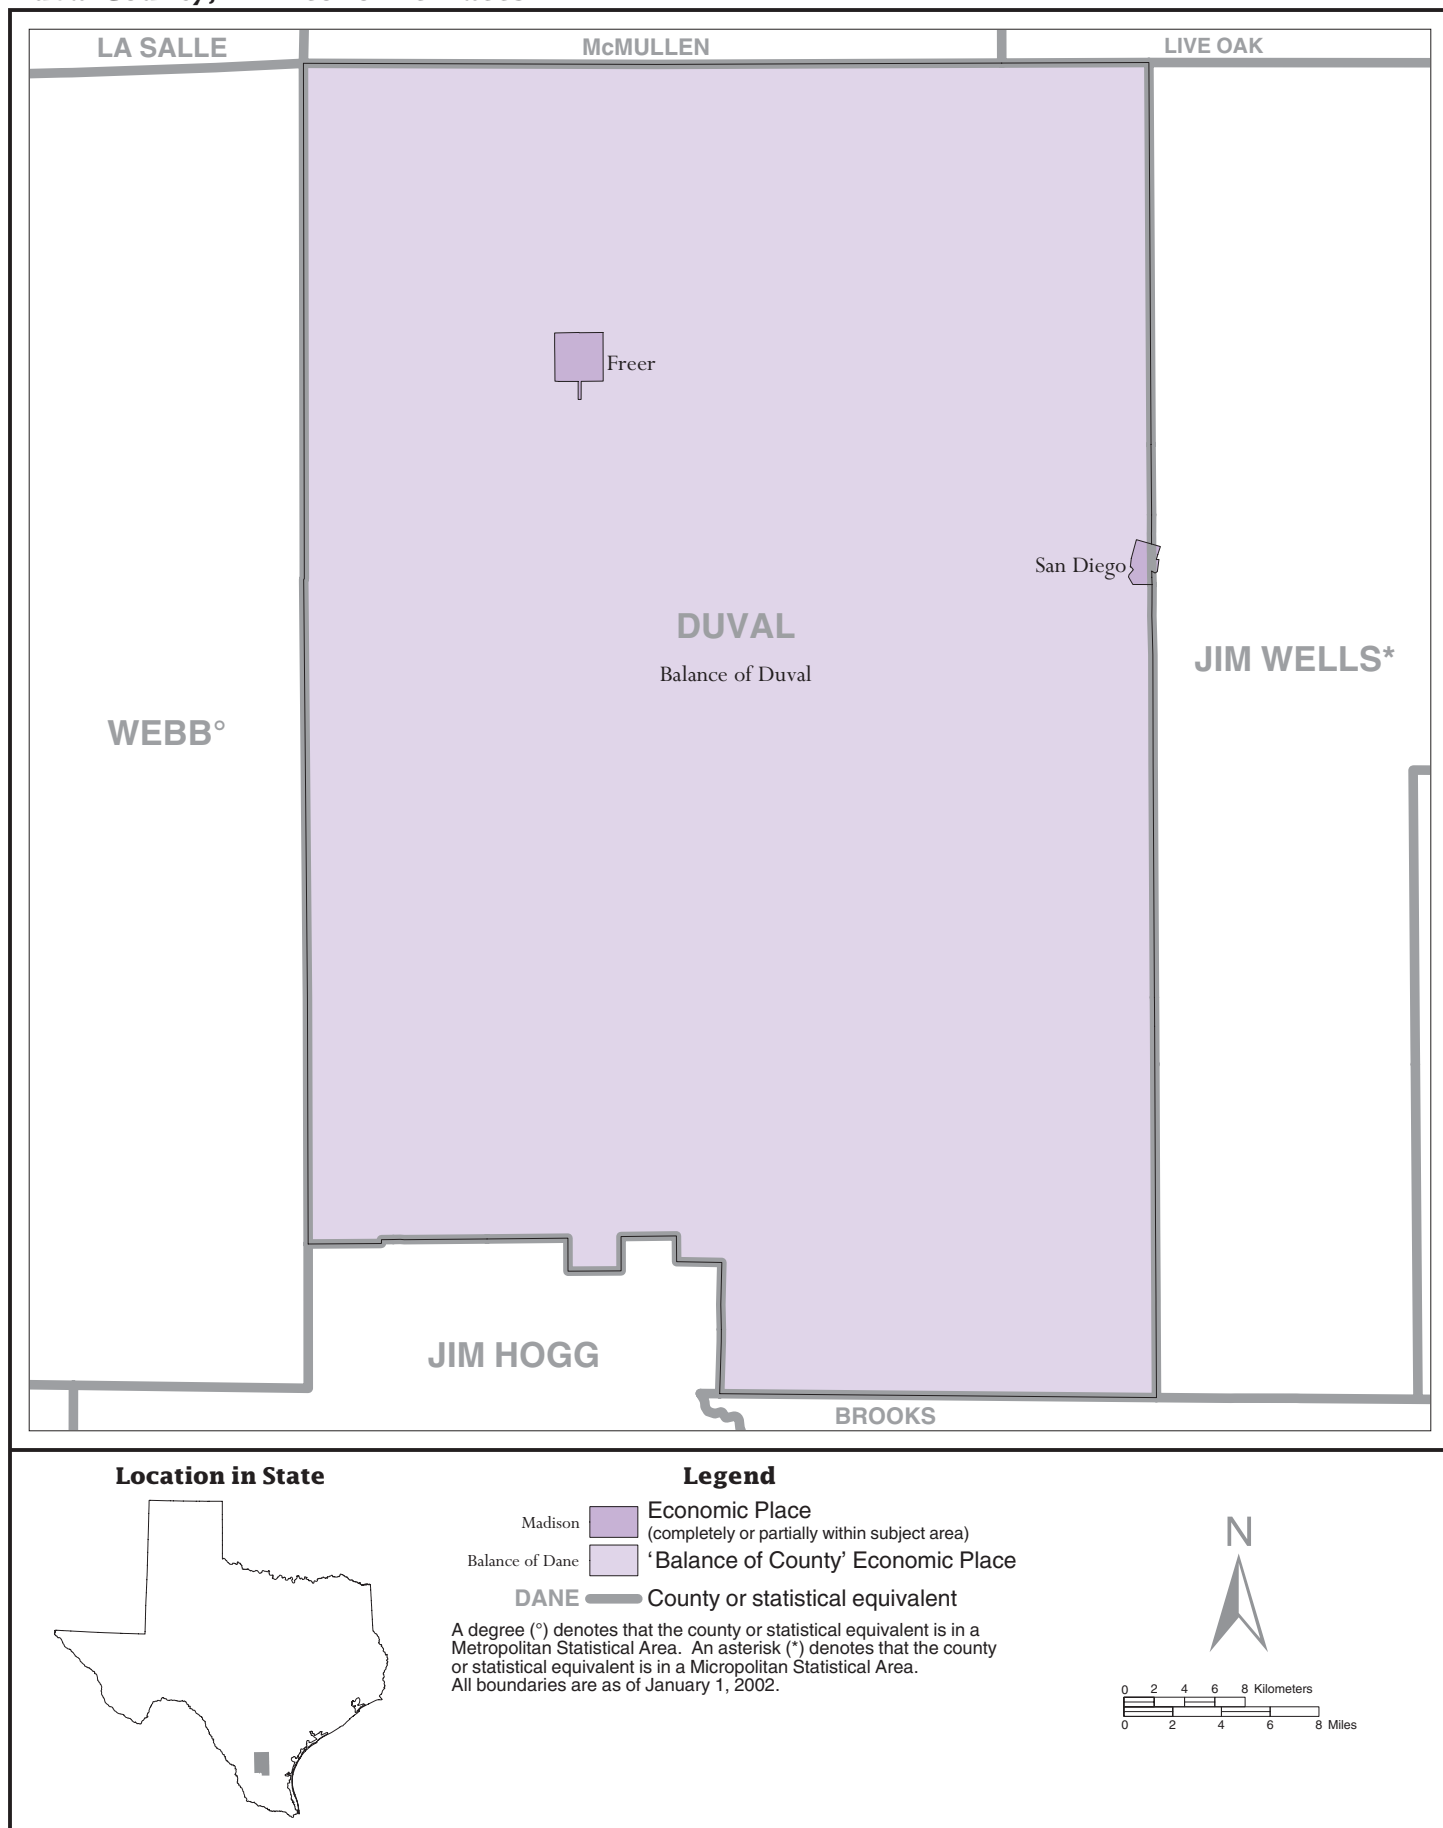 LA SALLE
McMULLEN
LIVE OAK
Freer
San Diego
DUVAL
Balance of Duval
JIM WELLS*
WEBB°
JIM HOGG
BROOKS
Location in State
Legend
Madison
Economic Place
(completely or partially within subject area)
Balance of Dane
‘Balance of County’ Economic Place
DANE
County or statistical equivalent
A degree (°) denotes that the county or statistical equivalent is in a
Metropolitan Statistical Area. An asterisk (*) denotes that the county
or statistical equivalent is in a Micropolitan Statistical Area.
All boundaries are as of January 1, 2002.
N
0 2 4 6 8 Kilometers
0 2 4 6 8 Miles